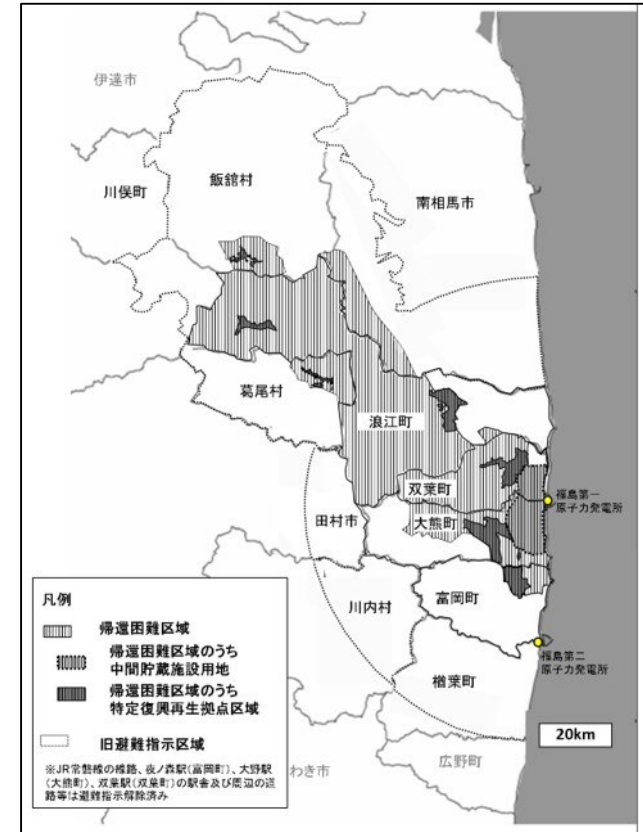 伊達市
川俣町
飯舘村
南相馬市
葛尾村
浪江町
双葉町
福島第一
原子力発電所
田村市
大熊町
川内村
富岡町
福島第二
原子力発電所
楢葉町
20km
広野町
わき市
凡例
帰還困難区域
帰還困難区域のうち
中間貯蔵施設用地
帰還困難区域のうち
特定復興再生拠点区域
旧避難指示区域
※JR常磐線の線路、夜ノ森駅(富岡町)、大野駅
(大熊町)、双葉駅(双葉町)の駅舎及び周辺の道
路等は避難指示解除済み